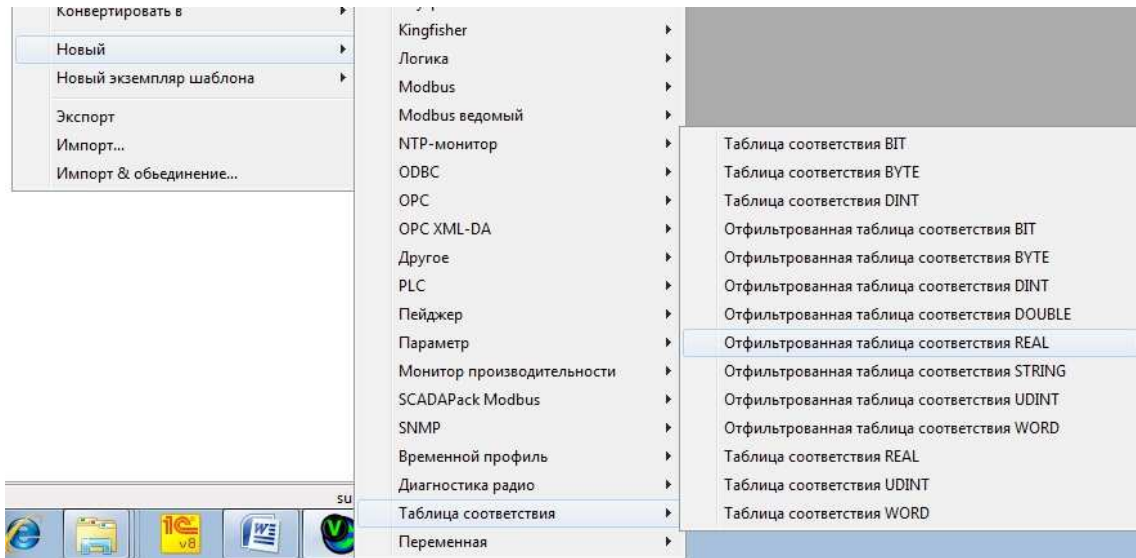 Конвертировать в
Новый
Новый экземпляр шаблона
Экспорт
Импорт...
Импорт & обьединение...
Kingfisher
Логика
Modbus
Modbus ведомый
NTP-монитор
ODBC
OPC
OPC XML-DA
Другое
PLC
Пейджер
Параметр
Монитор производительности
SCADAPack Modbus
SNMP
Временной профиль
Диагностика радио
Таблица соответствия
Переменная
Таблица соответствия BIT
Таблица соответствия BYTE
Таблица соответствия DINT
Отфильтрованная таблица соответствия BIT
Отфильтрованная таблица соответствия BYTE
Отфильтрованная таблица соответствия DINT
Отфильтрованная таблица соответствия DOUBLE
Отфильтрованная таблица соответствия REAL
Отфильтрованная таблица соответствия STRING
Отфильтрованная таблица соответствия UDINT
Отфильтрованная таблица соответствия WORD
Таблица соответствия REAL
Таблица соответствия UDINT
Таблица соответствия WORD
su
1C
v8
W